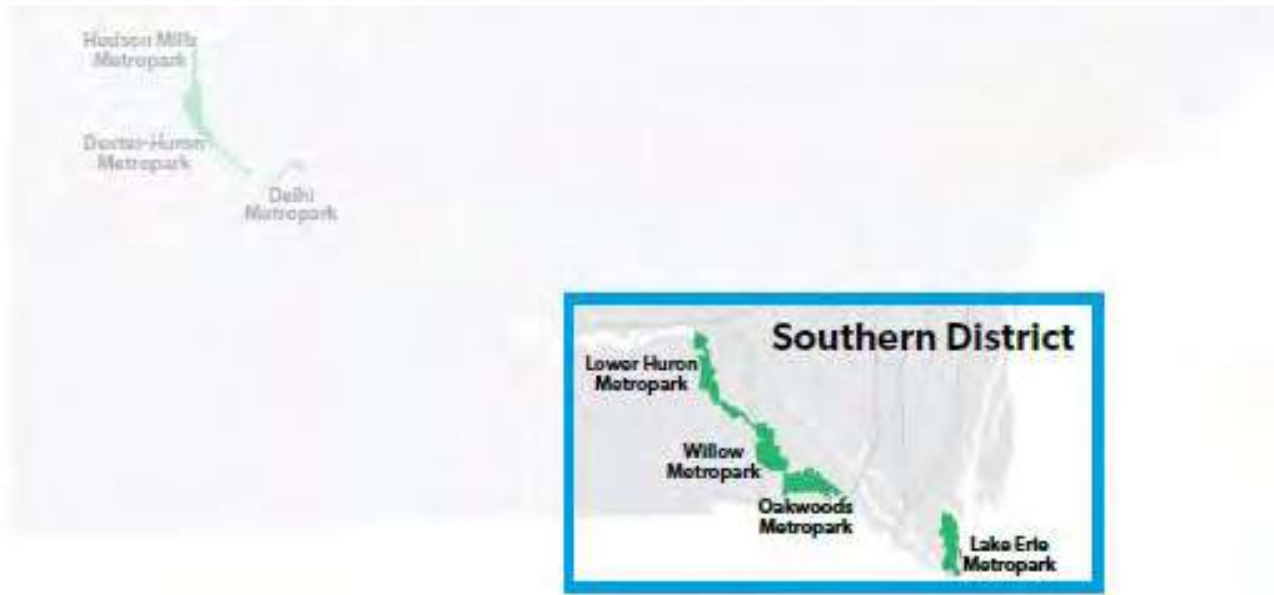 Hudson Mills
Metropark
Dexter-Huron
Metropark
Delhi
Metropark
Southern District
Lower Huron
Metropark
Willow
Metropark
Oakwoods
Metropark
Lake Erie
Metropark